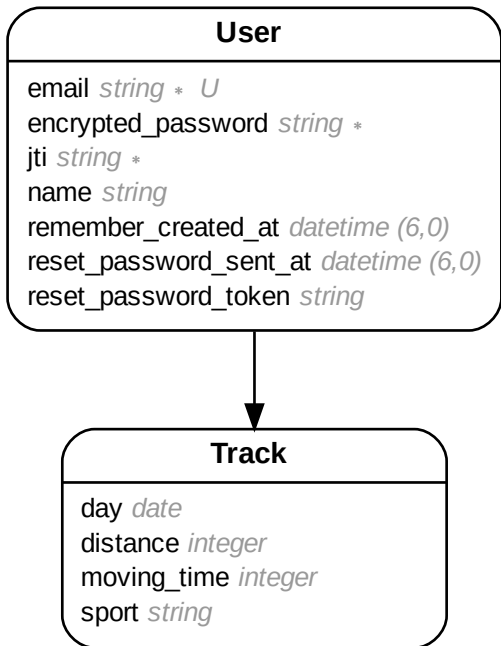 User
email string * U
encrypted_password string *
jti string *
name string
remember_created_at datetime (6,0)
reset_password_sent_at datetime (6,0)
reset_password_token string
Track
day date
distance integer
moving_time integer
sport string